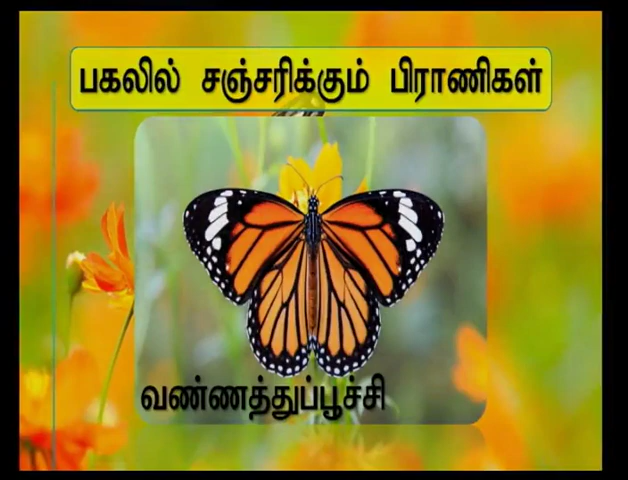 பகலில் சஞ்சரிக்கும் பிராணிகள்
வண்ணத்துப்பூச்சி